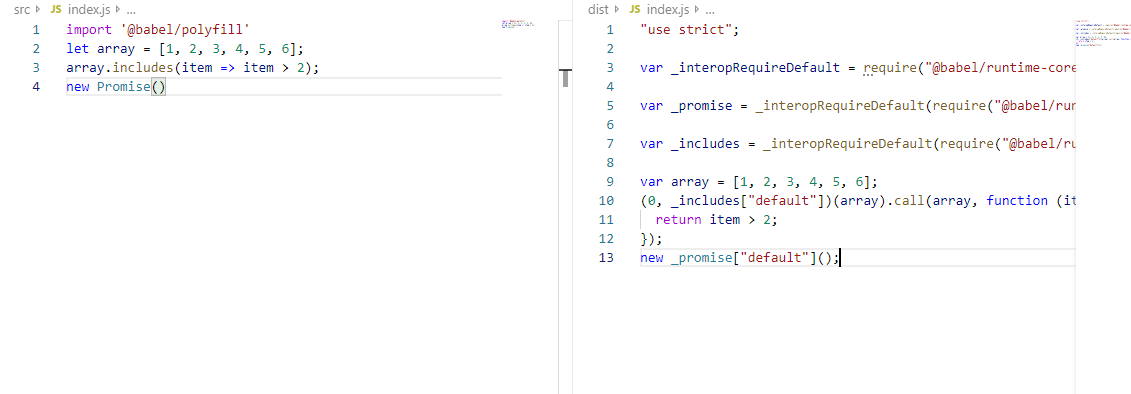 src › JS index.js › ...
1 import '@babel/polyfill'
2 let array = [1, 2, 3, 4, 5, 6];
3 array.includes(item => item > 2);
4 new Promise()
T
dist › JS index.js › ...
1 "use strict";
2
3 var _interopRequireDefault = require("@babel/runtime-core
4
5 var _promise = _interopRequireDefault(require("@babel/run
6
7 var _includes = _interopRequireDefault(require("@babel/ru
8
9 var array = [1, 2, 3, 4, 5, 6];
10 (0, _includes["default"])(array).call(array, function (it
11 return item > 2;
12 });
13 new _promise["default"]();